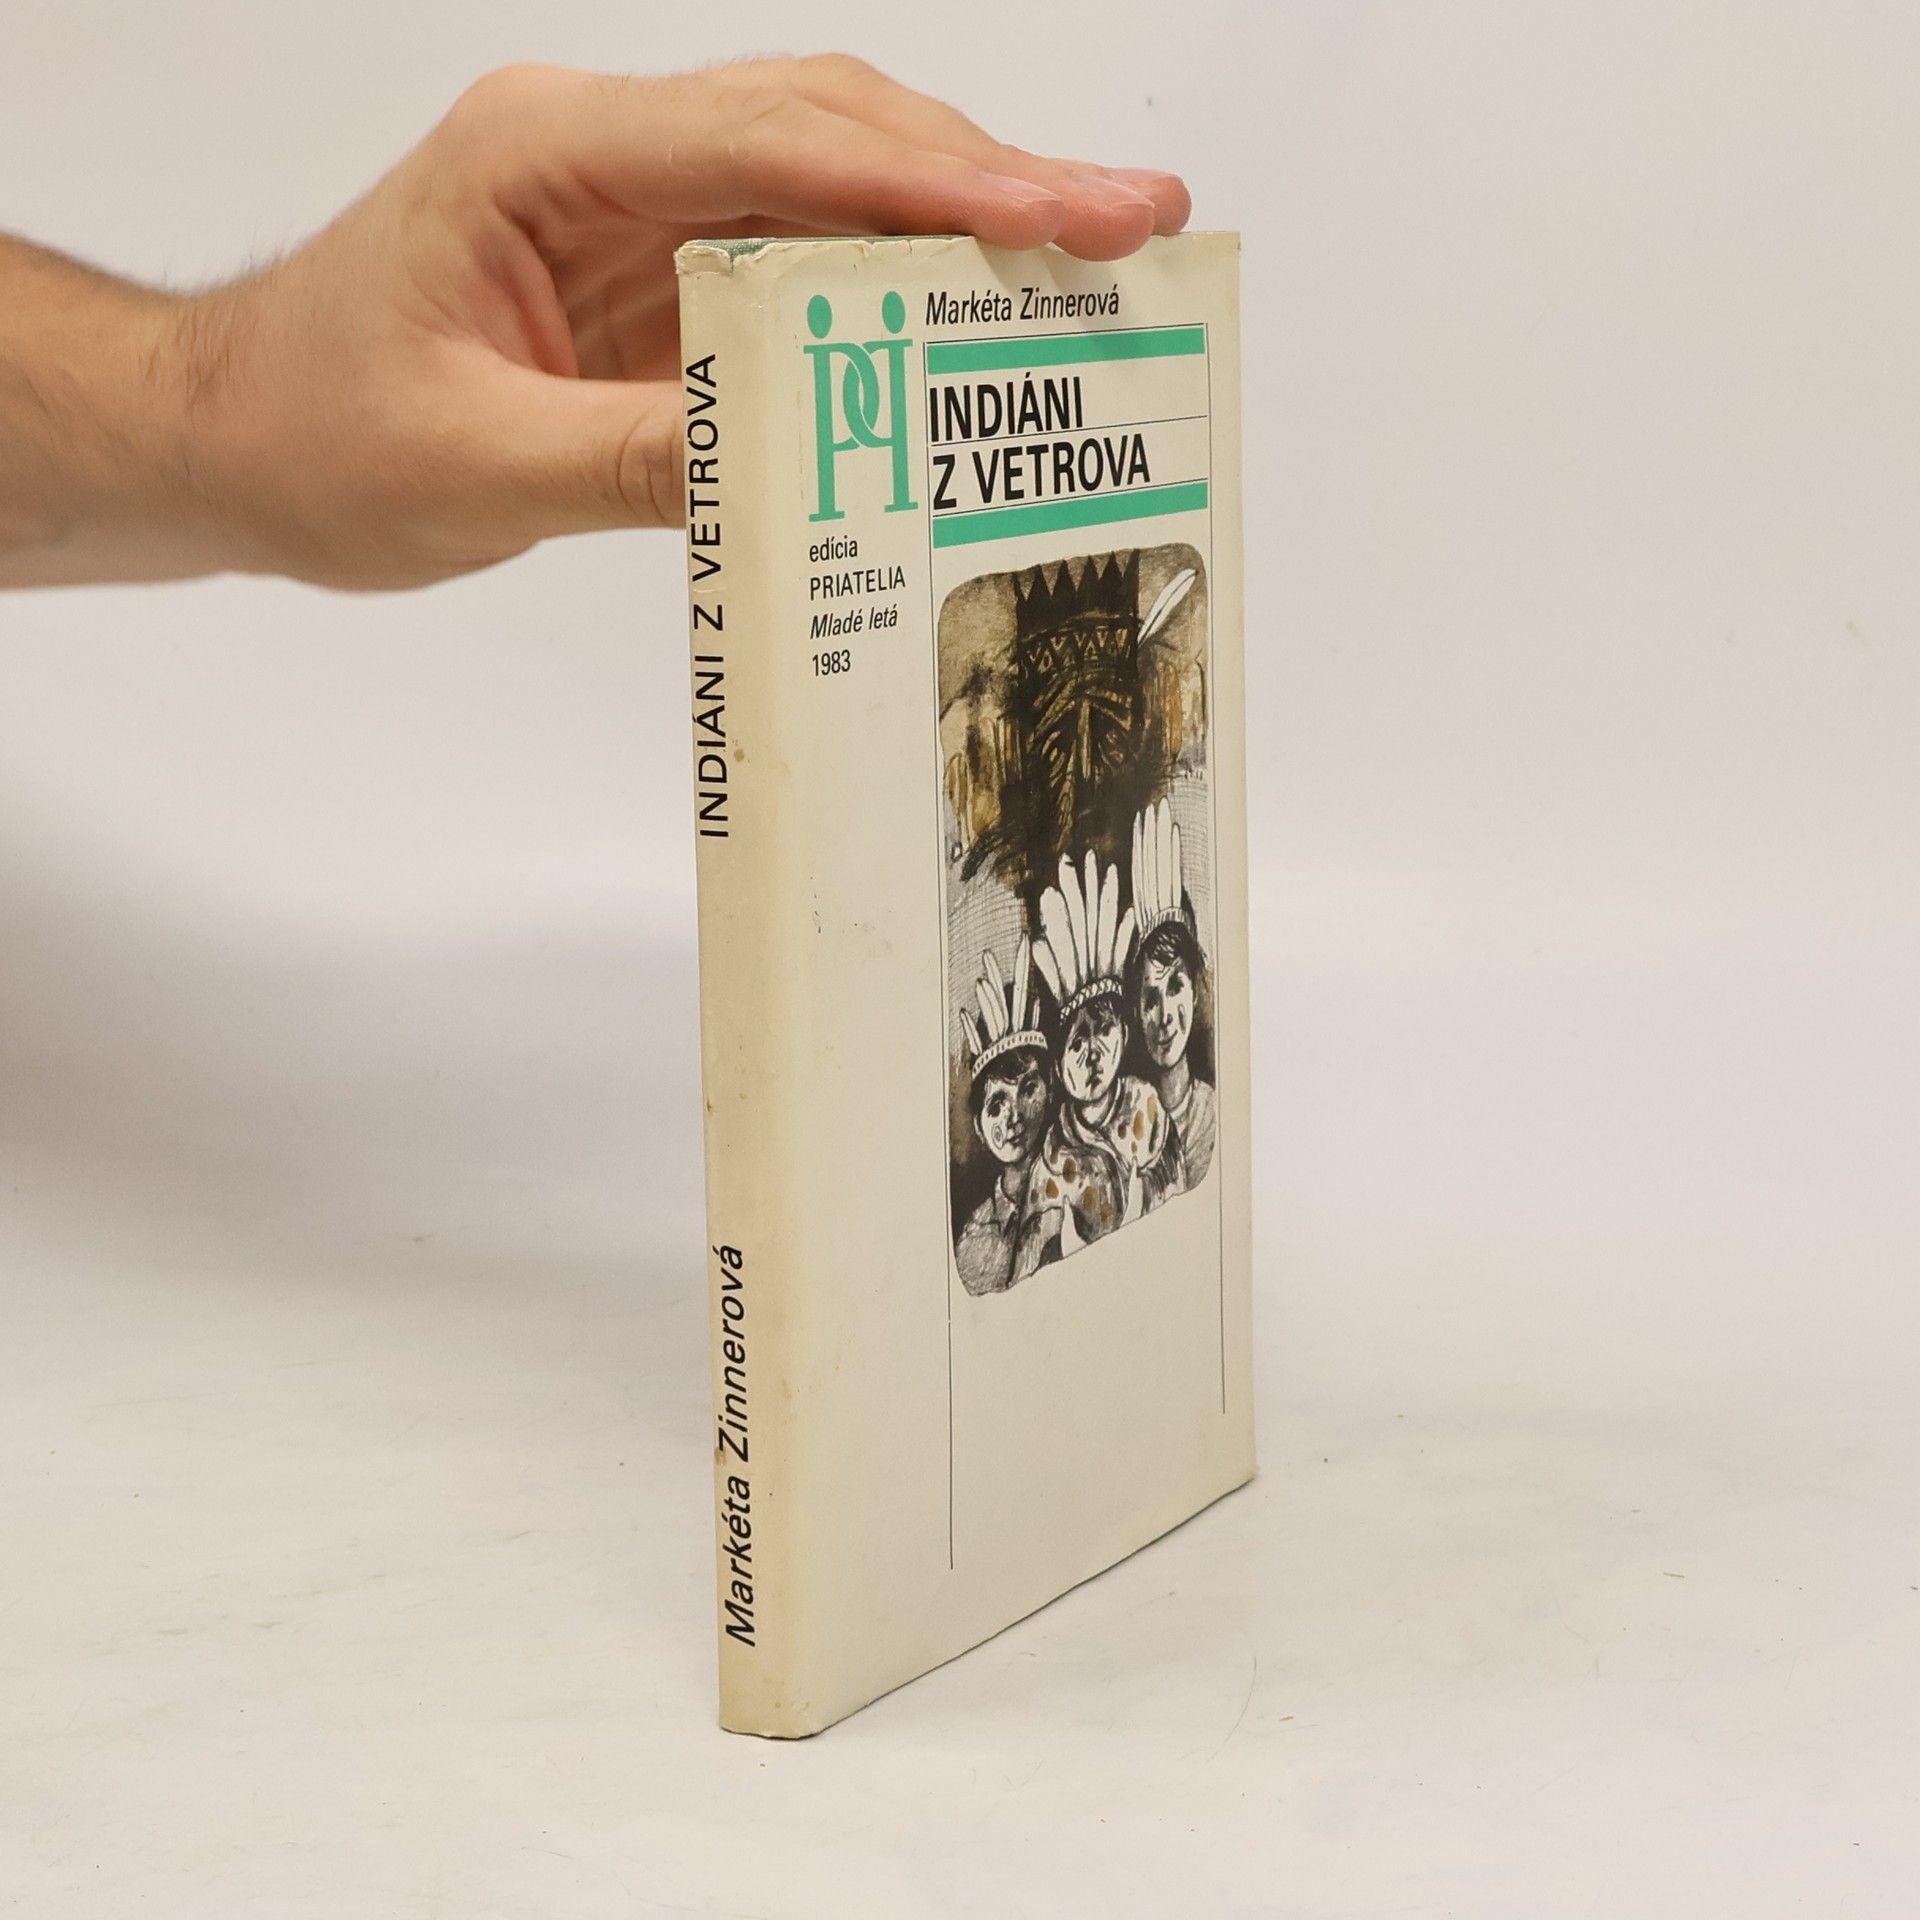 Markéta Zinnerová
INDIÁNI
Z VETROVA
edícia
PRIATELIA
Mladé letá
1983
INDIÁNI Z VETROVA
Markéta Zinnerová